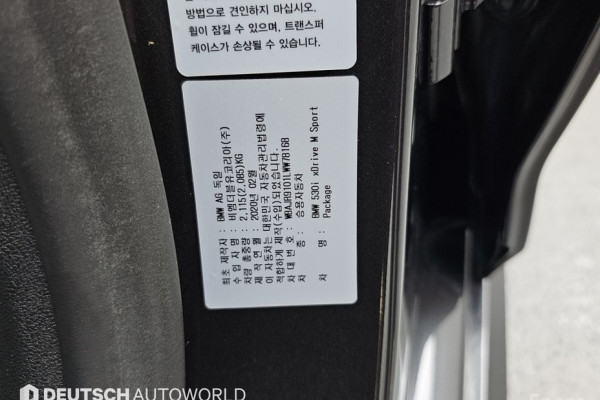 방법으로 견인하지 마십시오.
휠이 잠길 수 있으며, 트랜스퍼
케이스가 손상될 수 있습니다.
최초 제작자 : BMW AG 독일
수 입 자 명 : 비엠더블유코리아(주)
차량 총중량 : 2,115(2,085)KG
제 작 연 월 : 2020년 02월
이 자동차는 대한민국 자동차관리법령에
적합하게 제작(수입)되었습니다.
차 대 번 호 : WBAJR9101LWW78168
차 종 : 승용자동차
차 명 : BMW 530i xDrive M Sport
Package
DEUTSCH AUTOWORLD